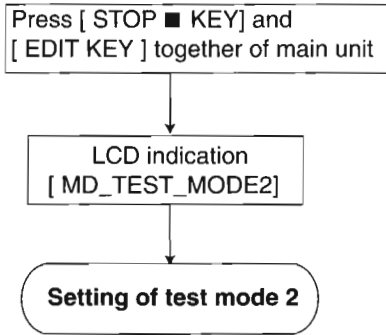 Press [ STOP ■ KEY] and
[ EDIT KEY ] together of main unit
LCD indication
[ MD_TEST_MODE2]
Setting of test mode 2